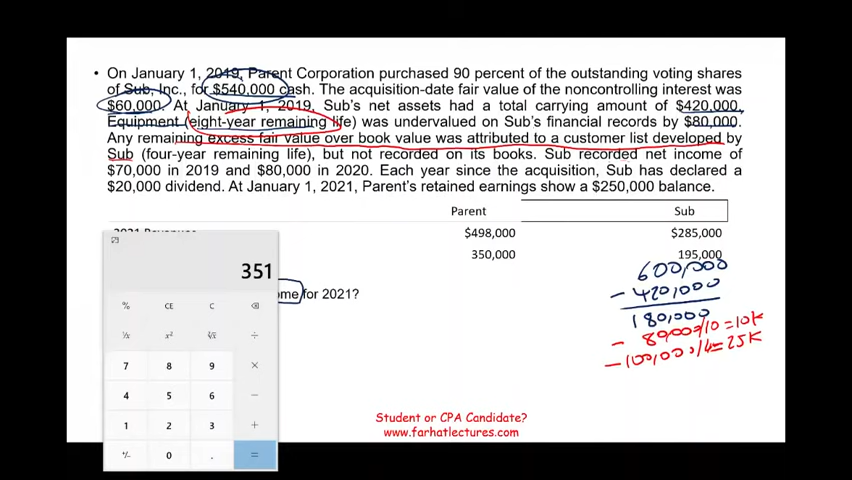 • On January 1, 2019, Parent Corporation purchased 90 percent of the outstanding voting shares
of Sub, Inc., for $540,000 cash. The acquisition-date fair value of the noncontrolling interest was
$60,000. At January 1, 2019, Sub's net assets had a total carrying amount of $420,000.
Equipment (eight-year remaining life) was undervalued on Sub's financial records by $80,000.
Any remaining excess fair value over book value was attributed to a customer list developed by
Sub (four-year remaining life), but not recorded on its books. Sub recorded net income of
$70,000 in 2019 and $80,000 in 2020. Each year since the acquisition, Sub has declared a
$20,000 dividend. At January 1, 2021, Parent's retained earnings show a $250,000 balance.
Parent Sub
$498,000 $285,000
350,000 195,000
for 2021?
600,000
- 420,000
180,000
- 80,000/10 = 10K
- 100,000/4 = 25K
351
% CE C
7 8 9 ×
4 5 6 −
1 2 3 +
+/- 0 . =
Student or CPA Candidate?
www.farhatlectures.com